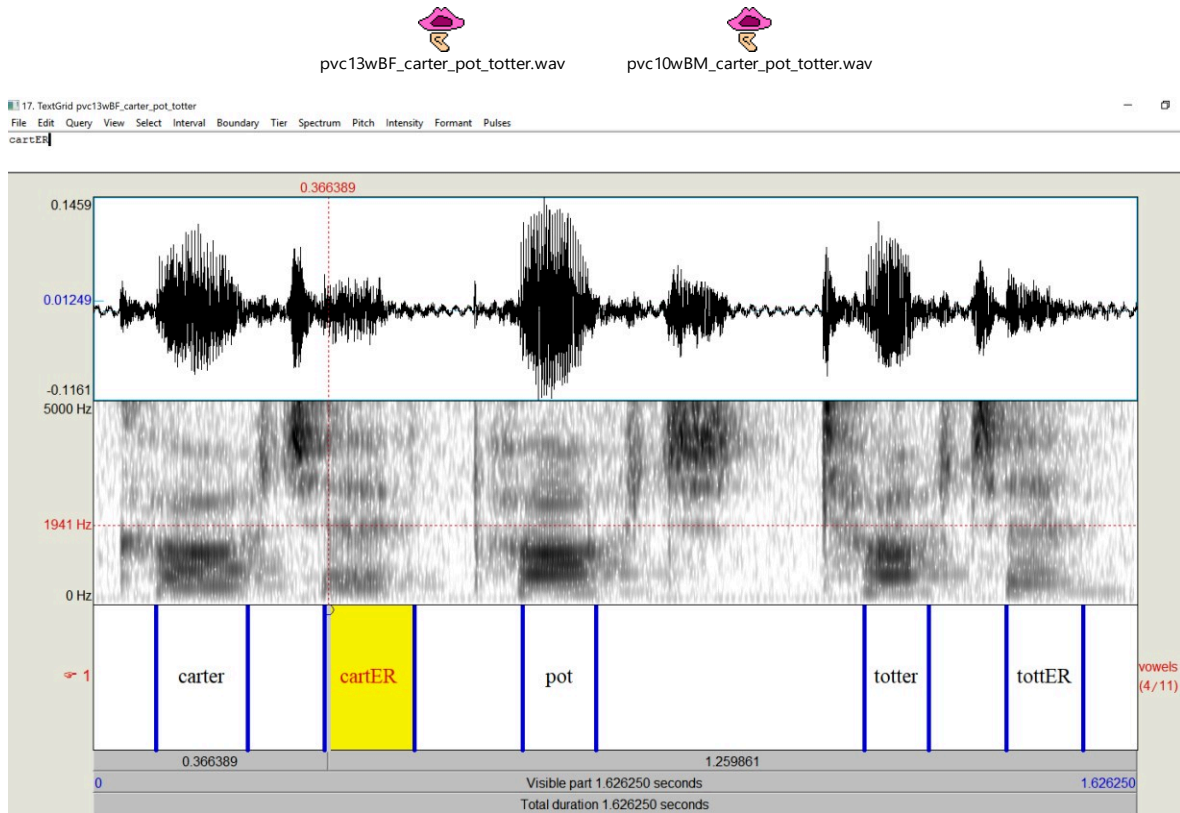 pvc13wBF_carter_pot_totter.wav pvc10wBM_carter_pot_totter.wav
17. TextGrid pvc13wBF_carter_pot_totter
File Edit Query View Select Interval Boundary Tier Spectrum Pitch Intensity Formant Pulses
cartER
0.366389
0.1459
0.01249
-0.1161
5000 Hz
1941 Hz
0 Hz
1 carter cartER pot totter tottER vowels
(4/11)
0.366389 1.259861
0 Visible part 1.626250 seconds 1.626250
Total duration 1.626250 seconds